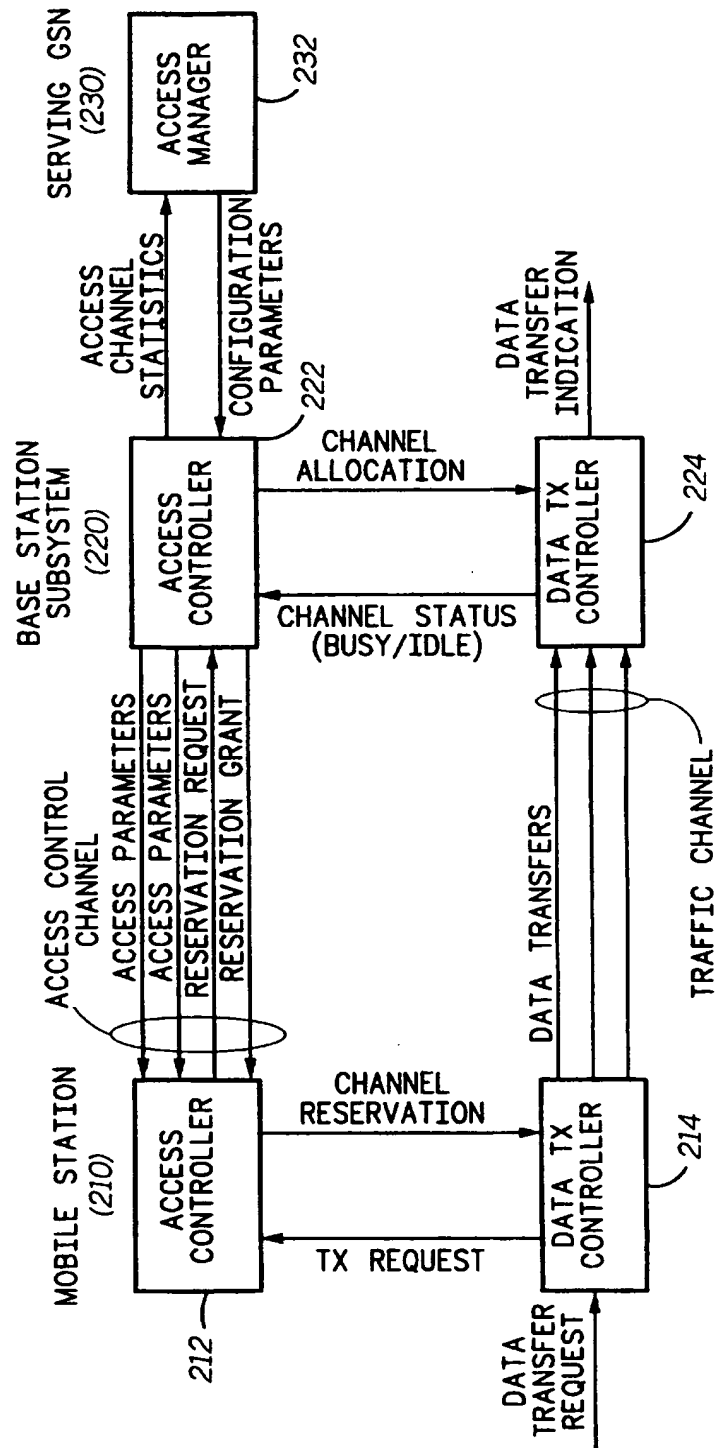 MOBILE STATION
(210)
ACCESS
CONTROLLER
212
ACCESS CONTROL
CHANNEL
ACCESS PARAMETERS
ACCESS PARAMETERS
RESERVATION REQUEST
RESERVATION GRANT
BASE STATION
SUBSYSTEM
(220)
ACCESS
CONTROLLER
222
ACCESS
CHANNEL
STATISTICS
CONFIGURATION
PARAMETERS
SERVING GSN
(230)
ACCESS
MANAGER
232
TX REQUEST
CHANNEL
RESERVATION
CHANNEL STATUS
(BUSY/IDLE)
CHANNEL
ALLOCATION
DATA
TRANSFER
REQUEST
DATA TX
CONTROLLER
214
DATA TRANSFERS
TRAFFIC CHANNEL
DATA TX
CONTROLLER
224
DATA
TRANSFER
INDICATION